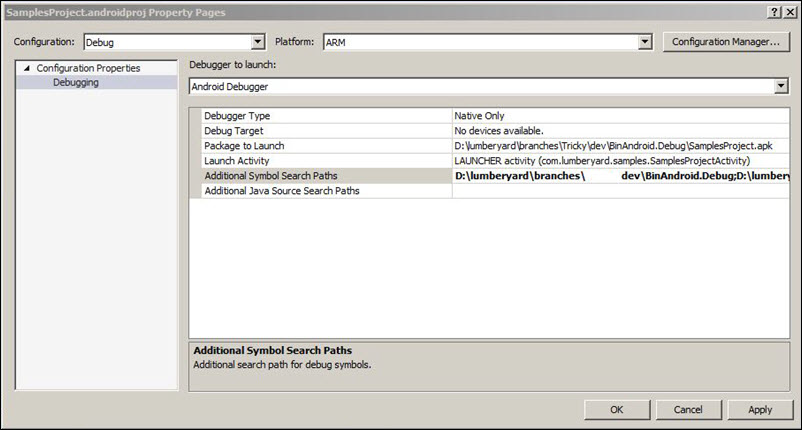 SamplesProject.androidproj Property Pages
Configuration: Debug Platform: ARM Configuration Manager...
Configuration Properties
Debugging
Debugger to launch:
Android Debugger
Debugger Type Native Only
Debug Target No devices available.
Package to Launch D:\lumberyard\branches\Tricky\dev\BinAndroid.Debug\SamplesProject.apk
Launch Activity LAUNCHER activity (com.lumberyard.samples.SamplesProjectActivity)
Additional Symbol Search Paths D:\lumberyard\branches\ dev\BinAndroid.Debug;D:\lumbery
Additional Java Source Search Paths
Additional Symbol Search Paths
Additional search path for debug symbols.
OK Cancel Apply